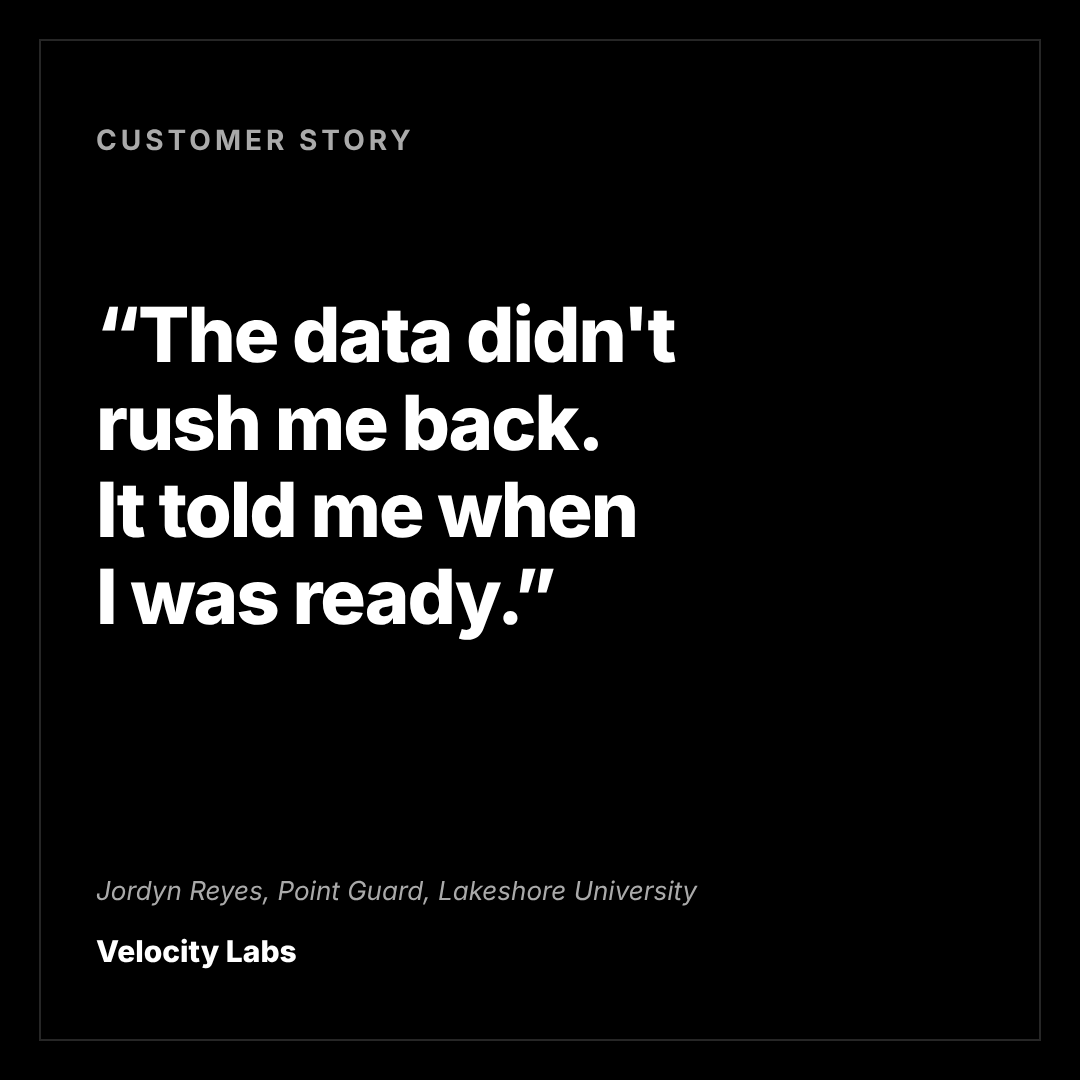 CUSTOMER STORY
“The data didn't
rush me back.
It told me when
I was ready.”
Jordyn Reyes, Point Guard, Lakeshore University
Velocity Labs